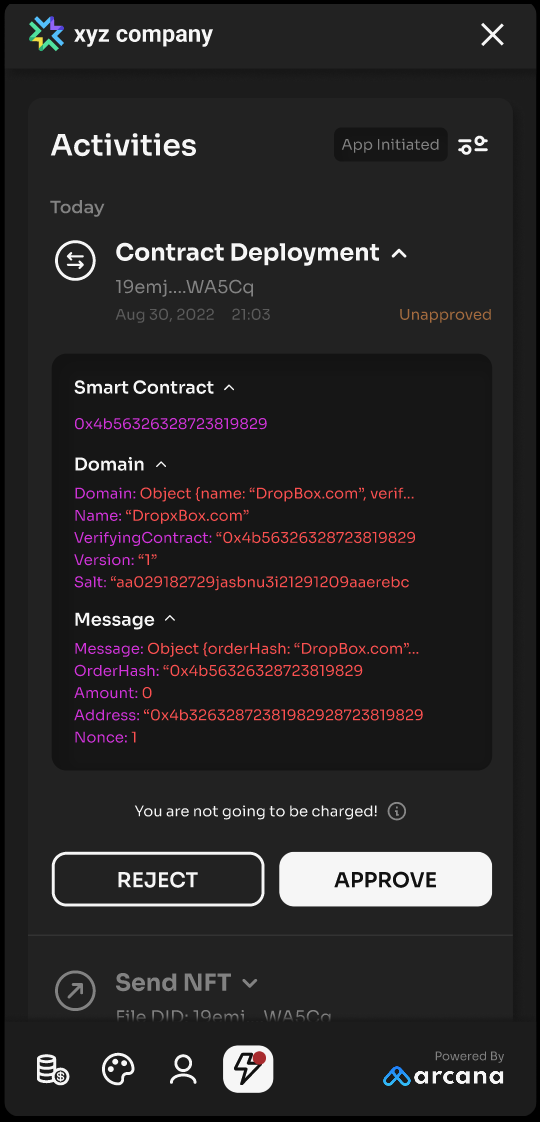 xyz company
Activities
App Initiated
Today
Contract Deployment
19emj....WA5Cq
Aug 30, 2022 21:03
Unapproved
Smart Contract
0x4b56326328723819829
Domain
Domain: Object {name: “DropBox.com”, verif...
Name: “DropxBox.com”
VerifyingContract: “0x4b56326328723819829
Version: “1”
Salt: “aa029182729jasbnu3i21291209aaerebc
Message
Message: Object {orderHash: “DropBox.com”...
OrderHash: “0x4b56326328723819829
Amount: 0
Address: “0x4b32632872381982928723819829
Nonce: 1
You are not going to be charged!
REJECT
APPROVE
Send NFT
File DID: 19emj....WA5Cq
Powered By
arcana